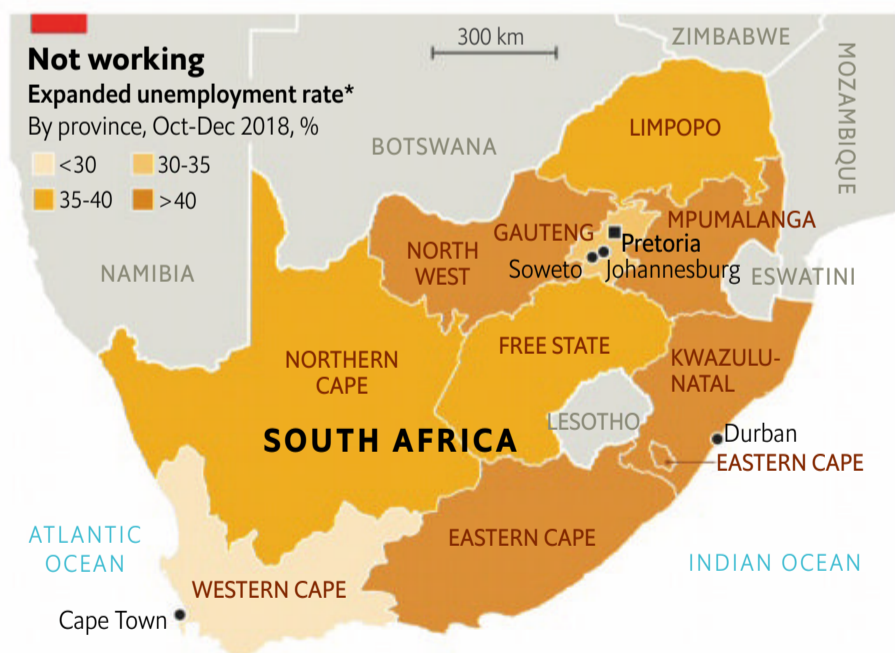 Not working
Expanded unemployment rate*
By province, Oct-Dec 2018, %
<30
30-35
35-40
>40
300 km
ZIMBABWE
MOZAMBIQUE
BOTSWANA
LIMPOPO
NAMIBIA
GAUTENG
MPUMALANGA
Pretoria
NORTH
WEST
Soweto
Johannesburg
ESWATINI
NORTHERN
CAPE
FREE STATE
KWAZULU-
NATAL
SOUTH AFRICA
LESOTHO
Durban
EASTERN CAPE
ATLANTIC
OCEAN
EASTERN CAPE
INDIAN OCEAN
WESTERN CAPE
Cape Town